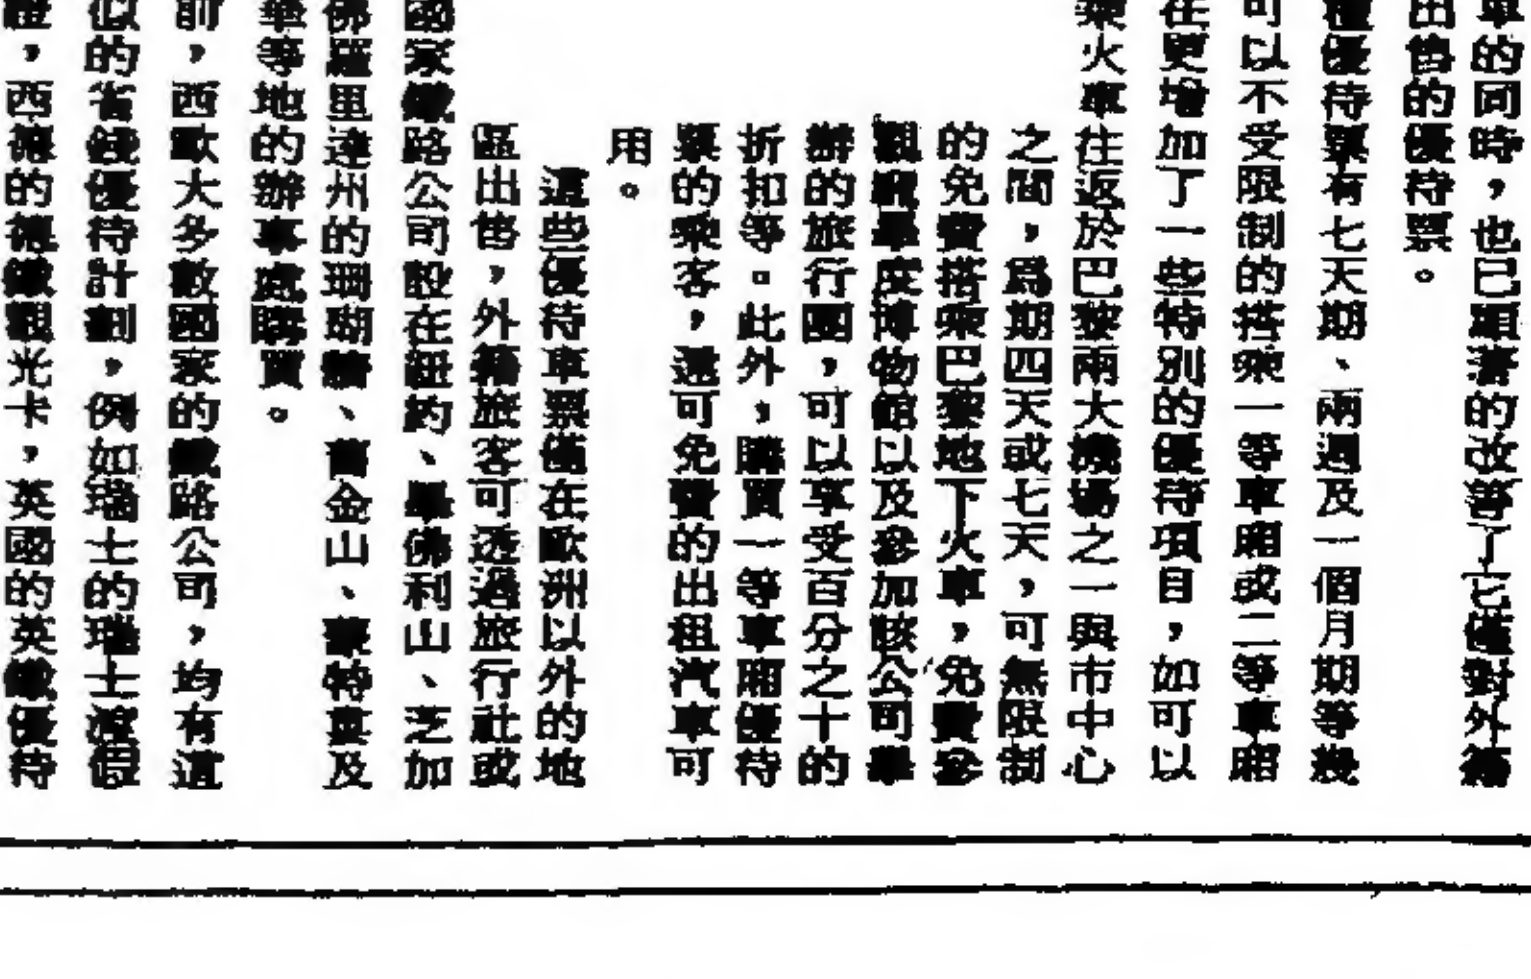 車的同時，也已顯著的改善了它僅對外籍
出售的優待票。
種優待票有七天期、兩週及一個月期等幾
可以不受限制的搭乘一等車廂或二等車廂
在更增加了一些特別的優待項目，如可以
乘火車往返於巴黎兩大機場之一與市中心
之間，爲期四天或七天，可無限制
的免費搭乘巴黎地下火車，免費參
觀龐畢度博物館以及參加該公司舉
辦的旅行團，可以享受百分之十的
折扣等。此外，購買一等車廂優待
票的乘客，還可免費的出租汽車可
用。
這些優待車票僅在歐洲以外的地
區出售，外籍旅客可透過旅行社或
國家鐵路公司設在紐約、畢佛利山、芝加
佛羅里達州的珊瑚牆、舊金山、蒙特婁及
華等地的辦事處購買。
前，西歐大多數國家的鐵路公司，均有這
似的省錢優待計劃，例如瑞士的瑞士渡假
證，西德的德鐵觀光卡，英國的英鐵優待